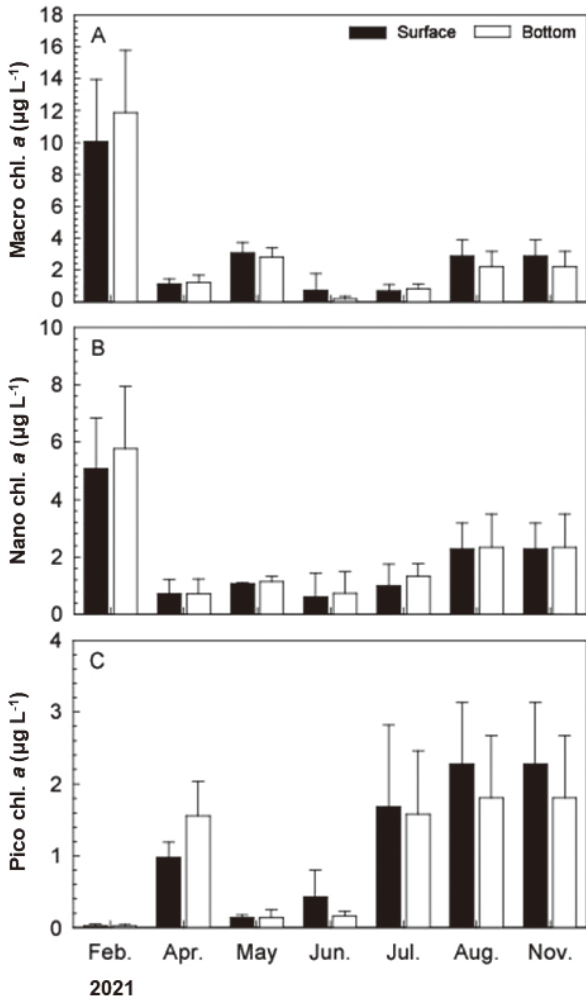 A
Surface
Bottom
18
16
14
12
10
8
6
4
2
0
Macro chl. a (µg L-1)
B
10
8
6
4
2
0
Nano chl. a (µg L-1)
C
4
3
2
1
0
Pico chl. a (µg L-1)
Feb. Apr. May Jun. Jul. Aug. Nov.
2021